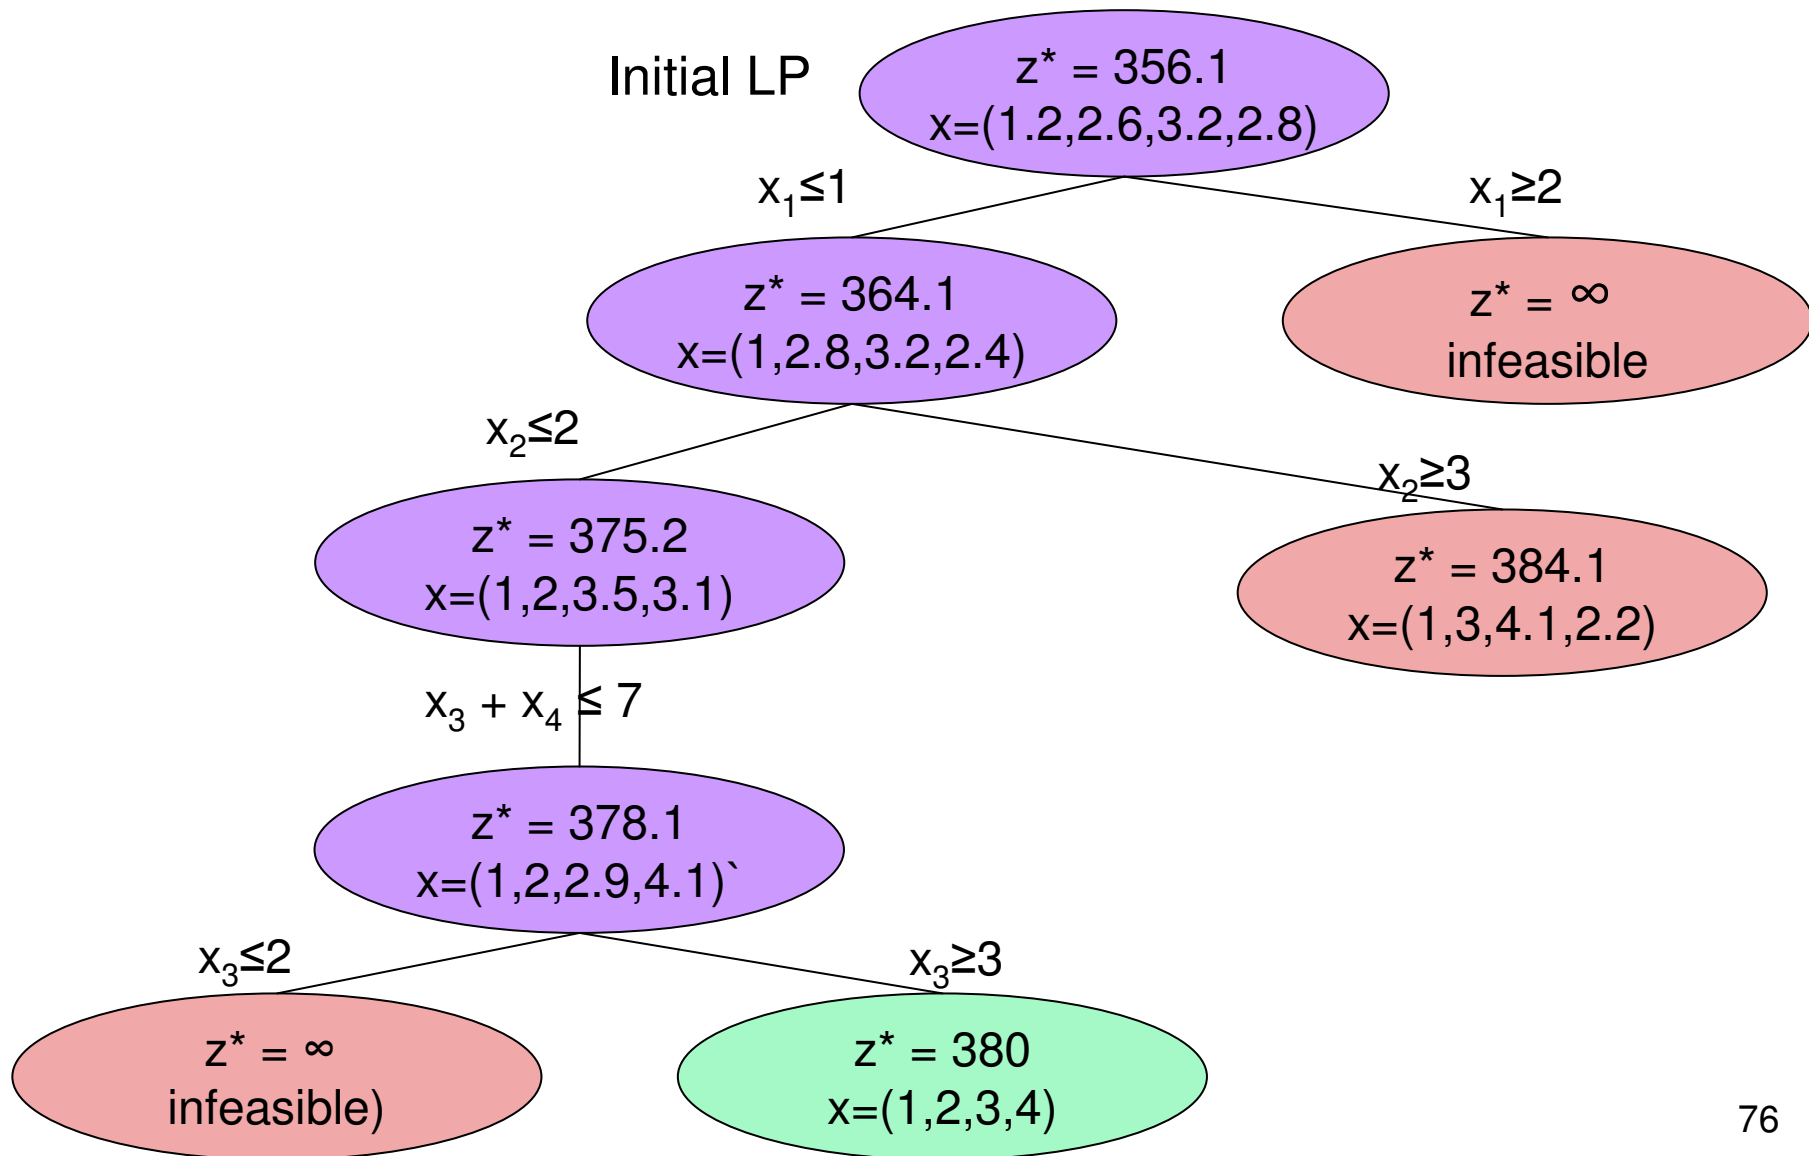 Initial LP
z* = 356.1
x=(1.2,2.6,3.2,2.8)
x₁≤1
x₁≥2
z* = 364.1
x=(1,2.8,3.2,2.4)
z* = ∞
infeasible
x₂≤2
x₂≥3
z* = 375.2
x=(1,2,3.5,3.1)
z* = 384.1
x=(1,3,4.1,2.2)
x₃ + x₄ ≤ 7
z* = 378.1
x=(1,2,2.9,4.1)`
x₃≤2
x₃≥3
z* = ∞
infeasible)
z* = 380
x=(1,2,3,4)
76